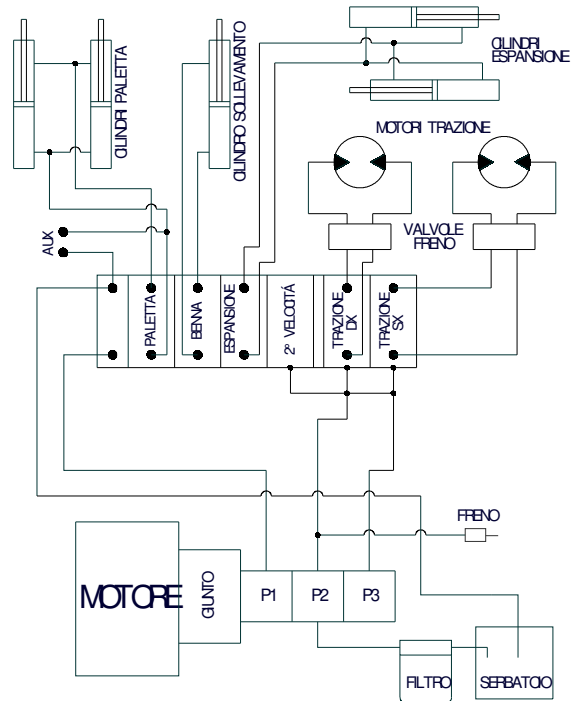 CILINDRI PALETTA
CILINDRO SOLLEVAMENTO
CILINDRI
ESPANSIONE
MOTORI TRAZIONE
VALVOLE
FRENO
AUX
PALETTA
BENNA
ESPANSIONE
2° VELOCITÁ
TRAZIONE
DX
TRAZIONE
SX
FRENO
MOTORE
GIUNTO
P1
P2
P3
FILTRO
SERBATOIO